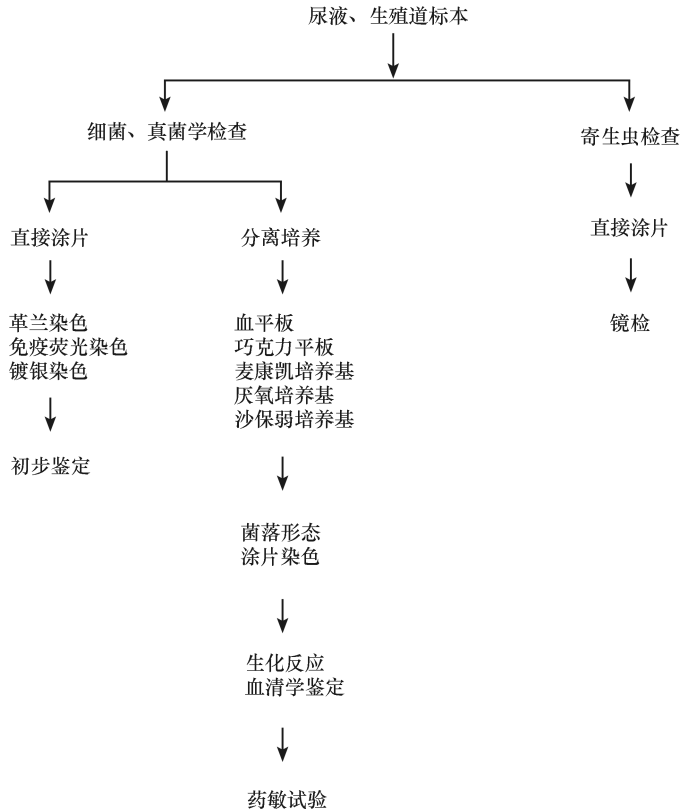 尿液、生殖道标本
细菌、真菌学检查
寄生虫检查
直接涂片
分离培养
直接涂片
革兰染色
免疫荧光染色
镀银染色
血平板
巧克力平板
麦康凯培养基
厌氧培养基
沙保弱培养基
镜检
初步鉴定
菌落形态
涂片染色
生化反应
血清学鉴定
药敏试验